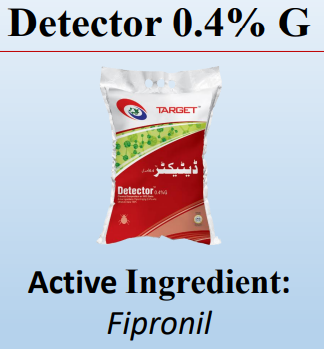 Detector 0.4% G
TARGET
ڈیٹیکٹر
Detector 0.4%G
Active Ingredient:
Fipronil